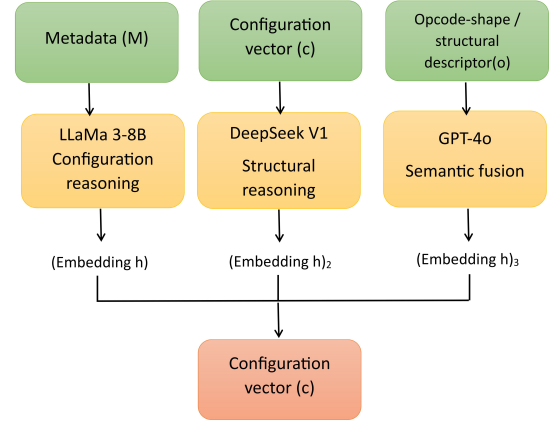 Metadata (M)
Configuration
vector (c)
Opcode-shape /
structural
descriptor(o)
LLaMa 3-8B
Configuration
reasoning
DeepSeek V1
Structural
reasoning
GPT-4o
Semantic fusion
(Embedding h)
(Embedding h)₂
(Embedding h)₃
Configuration
vector (c)